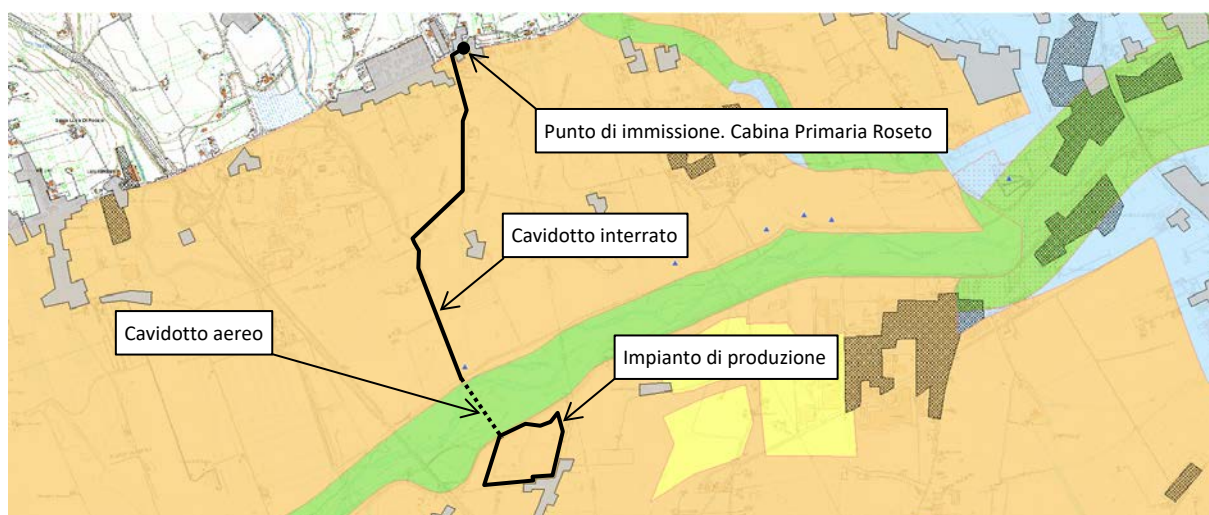 Punto di immissione. Cabina Primaria Roseto
Cavidotto interrato
Cavidotto aereo
Impianto di produzione